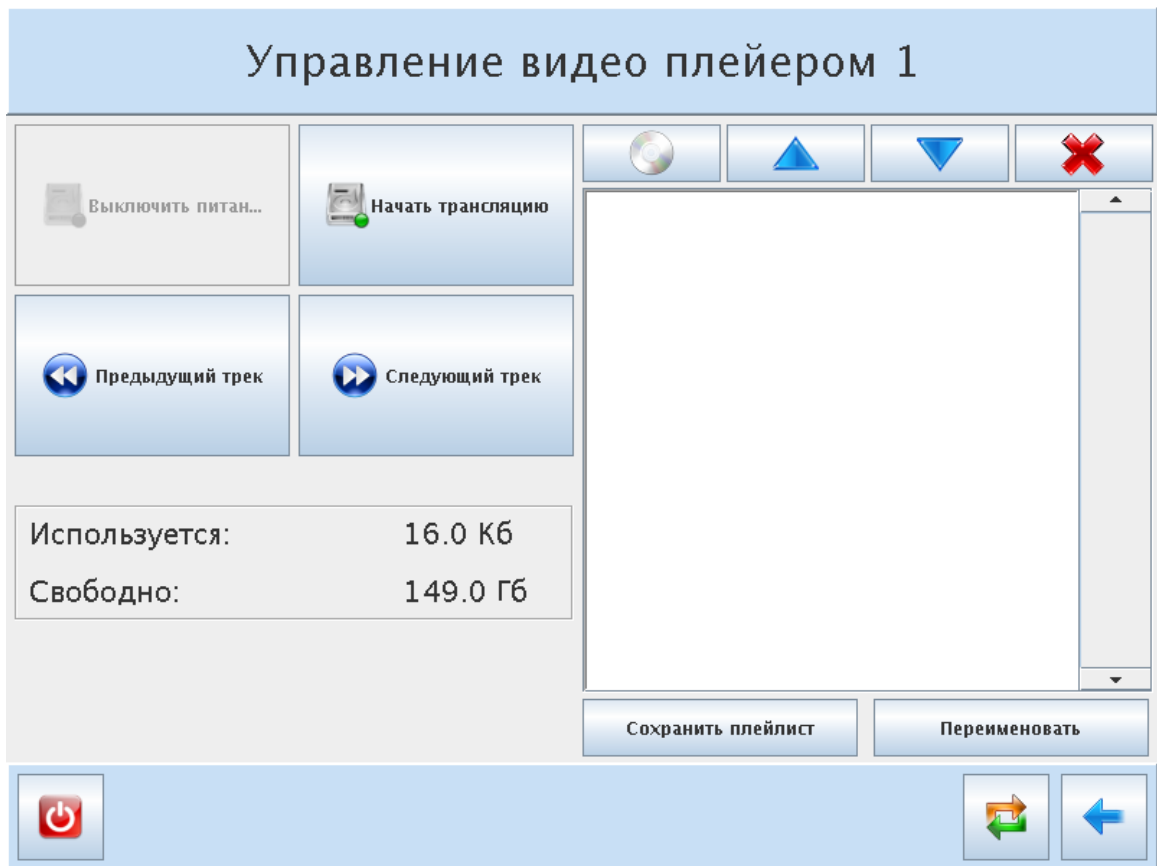 Управление видео плейером 1
Выключить питан...
Начать трансляцию
Предыдущий трек
Следующий трек
Используется: 16.0 Кб
Свободно: 149.0 Гб
Сохранить плейлист
Переименовать